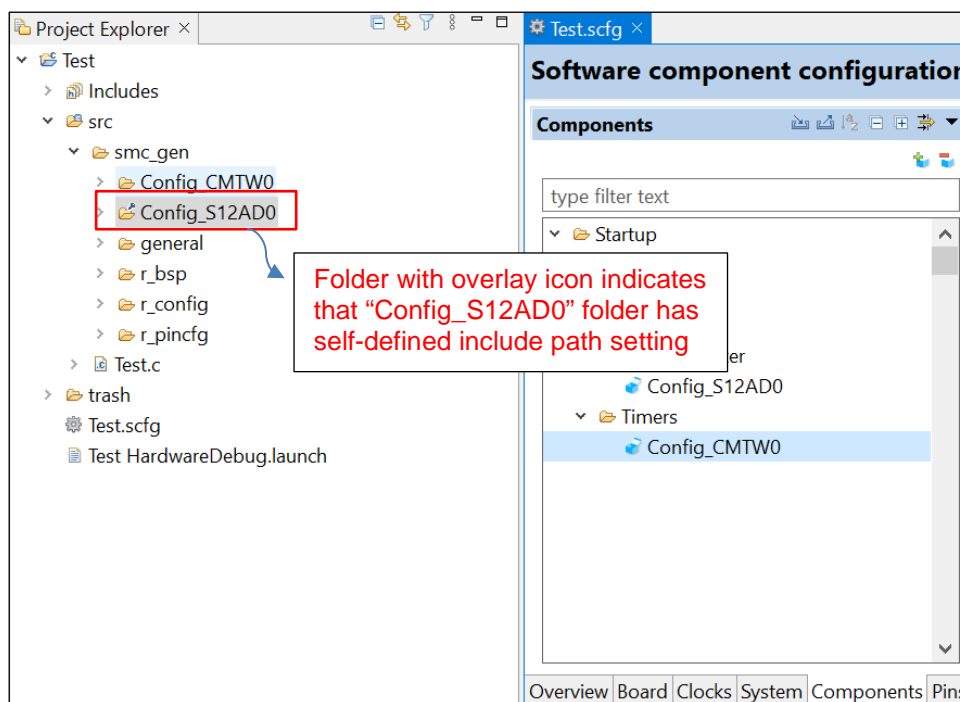 Project Explorer
Test
Includes
src
smc_gen
Config_CMTW0
Config_S12AD0
general
r_bsp
r_config
r_pincfg
Test.c
trash
Test.scfg
Test HardwareDebug.launch
Folder with overlay icon indicates
that “Config_S12AD0” folder has
self-defined include path setting
Test.scfg
Software component configuration
Components
type filter text
Startup
er
Config_S12AD0
Timers
Config_CMTW0
Overview Board Clocks System Components Pins